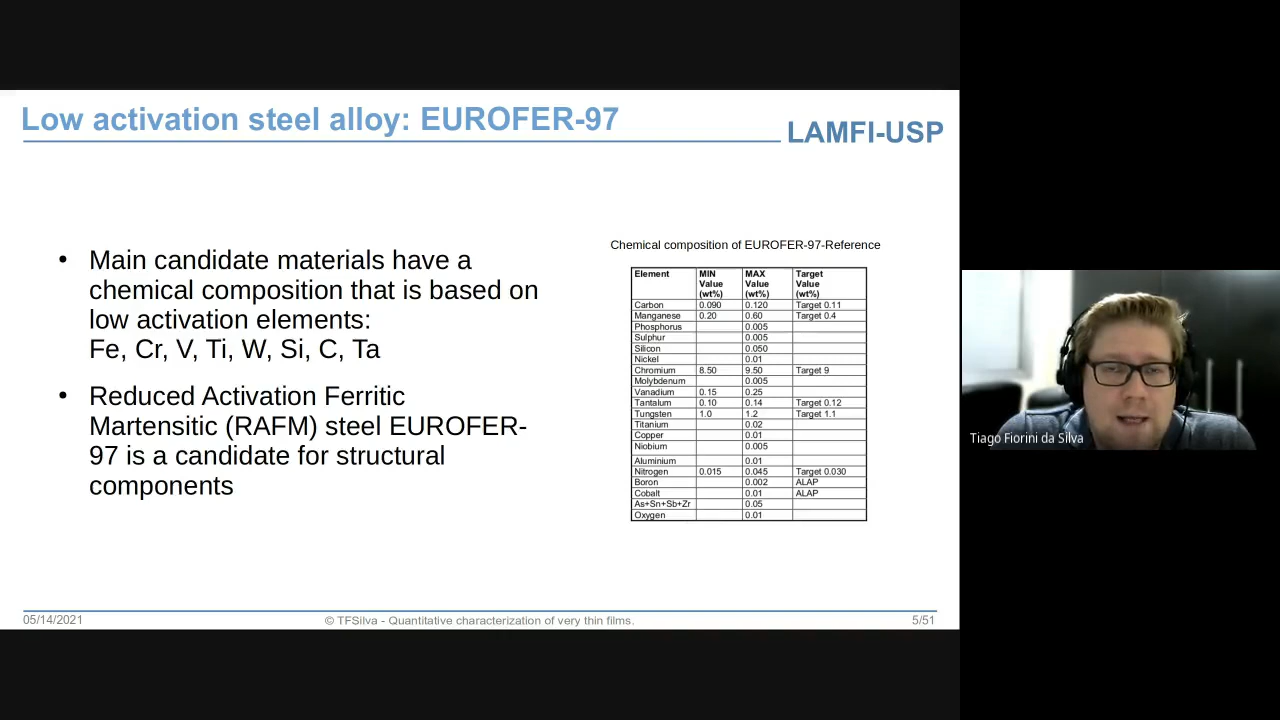 Low activation steel alloy: EUROFER-97
LAMFI-USP
• Main candidate materials have a
chemical composition that is based on
low activation elements:
Fe, Cr, V, Ti, W, Si, C, Ta
• Reduced Activation Ferritic
Martensitic (RAFM) steel EUROFER-
97 is a candidate for structural
components
Chemical composition of EUROFER-97-Reference
Element MIN Value (wt%) MAX Value (wt%) Target Value (wt%)
Carbon 0.090 0.120 Target 0.11
Manganese 0.20 0.60 Target 0.4
Phosphorus 0.005
Sulphur 0.005
Silicon 0.050
Nickel 0.01
Chromium 8.50 9.50 Target 9
Molybdenum 0.005
Vanadium 0.15 0.25
Tantalum 0.10 0.14 Target 0.12
Tungsten 1.0 1.2 Target 1.1
Titanium 0.02
Copper 0.01
Niobium 0.005
Aluminium 0.01
Nitrogen 0.015 0.045 Target 0.030
Boron 0.002 ALAP
Cobalt 0.01 ALAP
As+Sn+Sb+Zr 0.05
Oxygen 0.01
Tiago Fiorini da Silva
05/14/2021
© TFSilva - Quantitative characterization of very thin films.
5/51